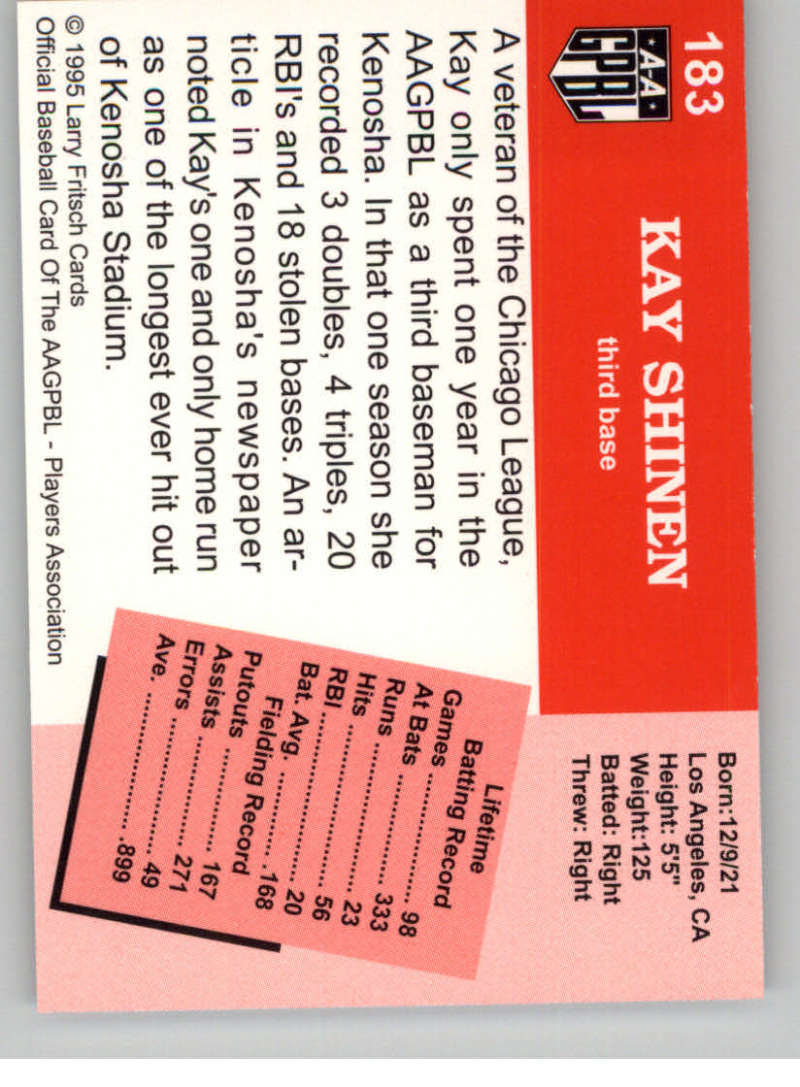 183
A-A
GPBL
KAY SHINEN
third base
Born:12/9/21
Los Angeles, CA
Height: 5'5"
Weight:125
Batted: Right
Threw: Right
A veteran of the Chicago League,
Kay only spent one year in the
AAGPBL as a third baseman for
Kenosha. In that one season she
recorded 3 doubles, 4 triples, 20
RBI's and 18 stolen bases. An ar-
ticle in Kenosha's newspaper
noted Kay's one and only home run
as one of the longest ever hit out
of Kenosha Stadium.
Lifetime
Batting Record
Games .................. 98
At Bats .................. 333
Runs .................. 23
Hits .................. 56
RBI .................. 20
Bat. Avg. .................. .168
Fielding Record
Putouts .................. 167
Assists .................. 271
Errors .................. 49
Ave. .................. .899
© 1995 Larry Fritsch Cards
Official Baseball Card Of The AAGPBL - Players Association